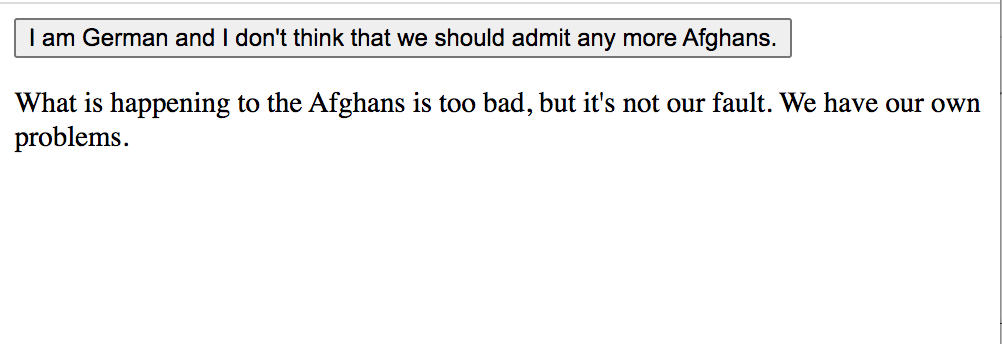 I am German and I don't think that we should admit any more Afghans.
What is happening to the Afghans is too bad, but it's not our fault. We have our own
problems.